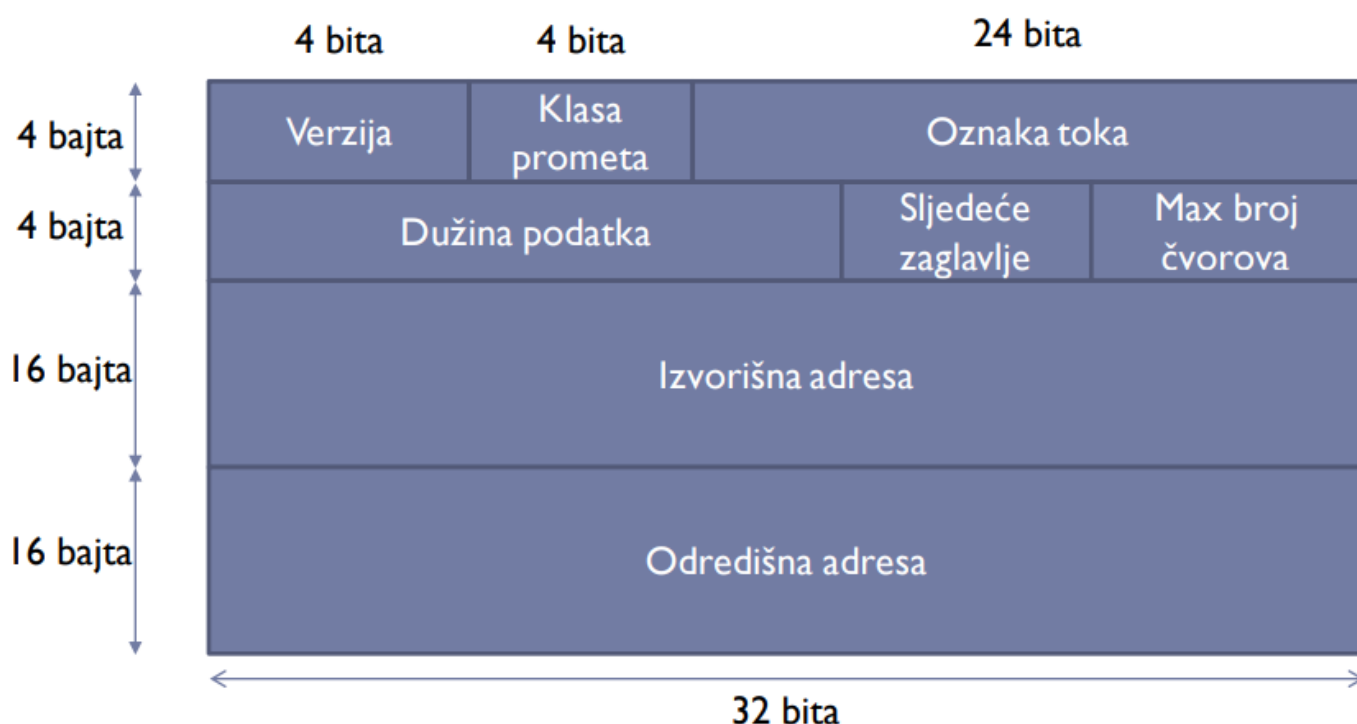 4 bita
4 bita
24 bita
4 bajta
Verzija
Klasa
prometa
Oznaka toka
4 bajta
Dužina podatka
Sljedeće
zaglavlje
Max broj
čvorova
16 bajta
Izvorišna adresa
16 bajta
Odredišna adresa
32 bita